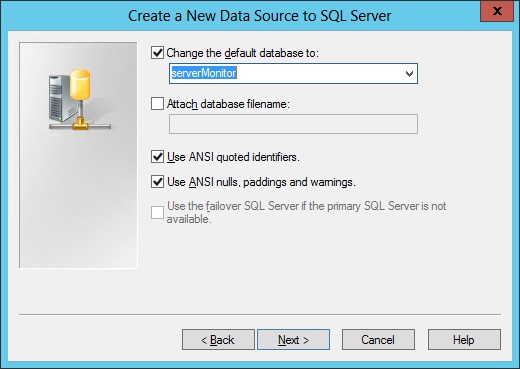 Create a New Data Source to SQL Server
x
Change the default database to:
serverMonitor
Attach database filename:
Use ANSI quoted identifiers.
Use ANSI nulls, paddings and warnings.
Use the failover SQL Server if the primary SQL Server is not
available.
< Back
Next >
Cancel
Help